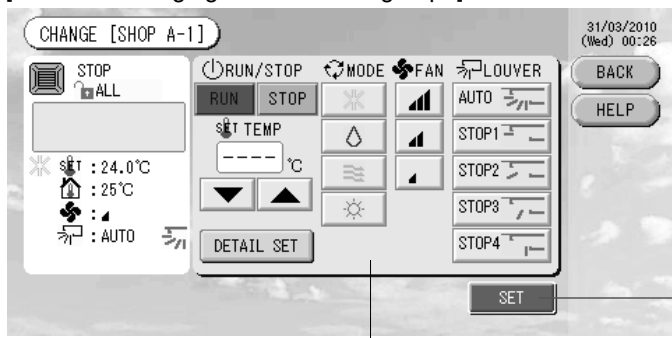 CHANGE [SHOP A-1]
31/03/2010
(Wed) 00:26
STOP
ALL
SET : 24.0°C
: 25°C
:
: AUTO
RUN/STOP
RUN STOP
SET TEMP
---- °C
DETAIL SET
MODE
FAN
LOUVER
AUTO
STOP1
STOP2
STOP3
STOP4
BACK
HELP
SET